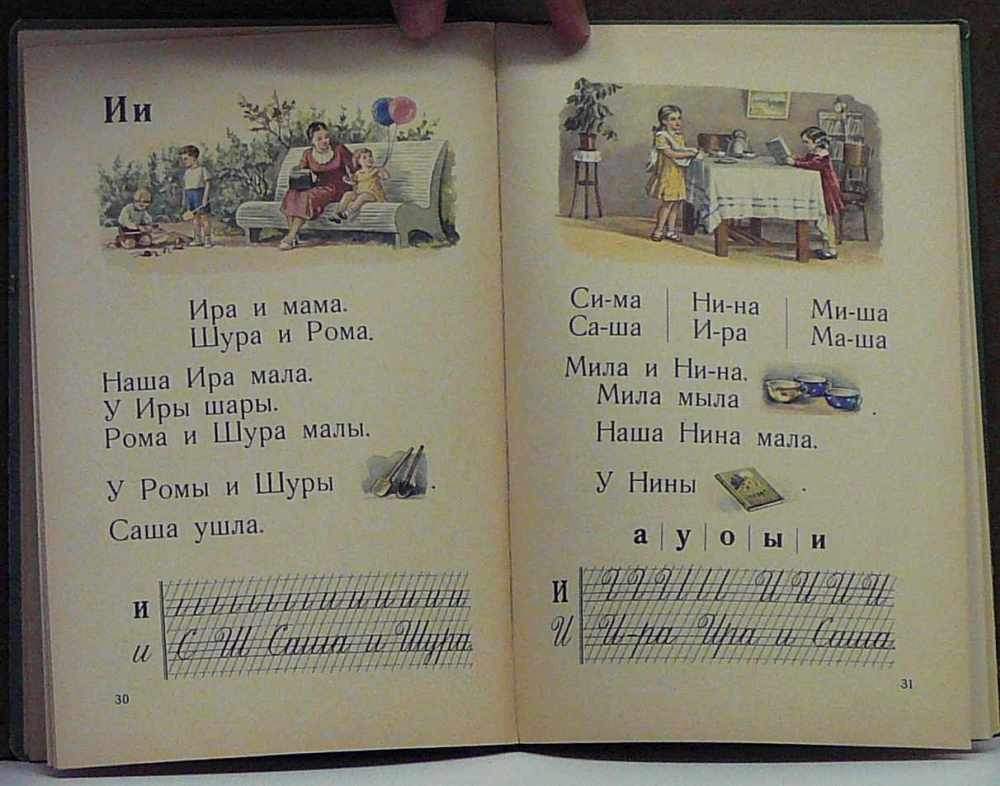 Ии
Ира и мама.
Шура и Рома.
Наша Ира мала.
У Иры шары.
Рома и Шура малы.
У Ромы и Шуры .
Саша ушла.
и
и С Ш Саша и Шура
30
Си-ма | Ни-на | Ми-ша
Са-ша | И-ра | Ма-ша
Мила и Ни-на.
Мила мыла .
Наша Нина мала.
У Нины .
а | у | о | ы | и
И И И И И
И И-ра Ира и Саша
31